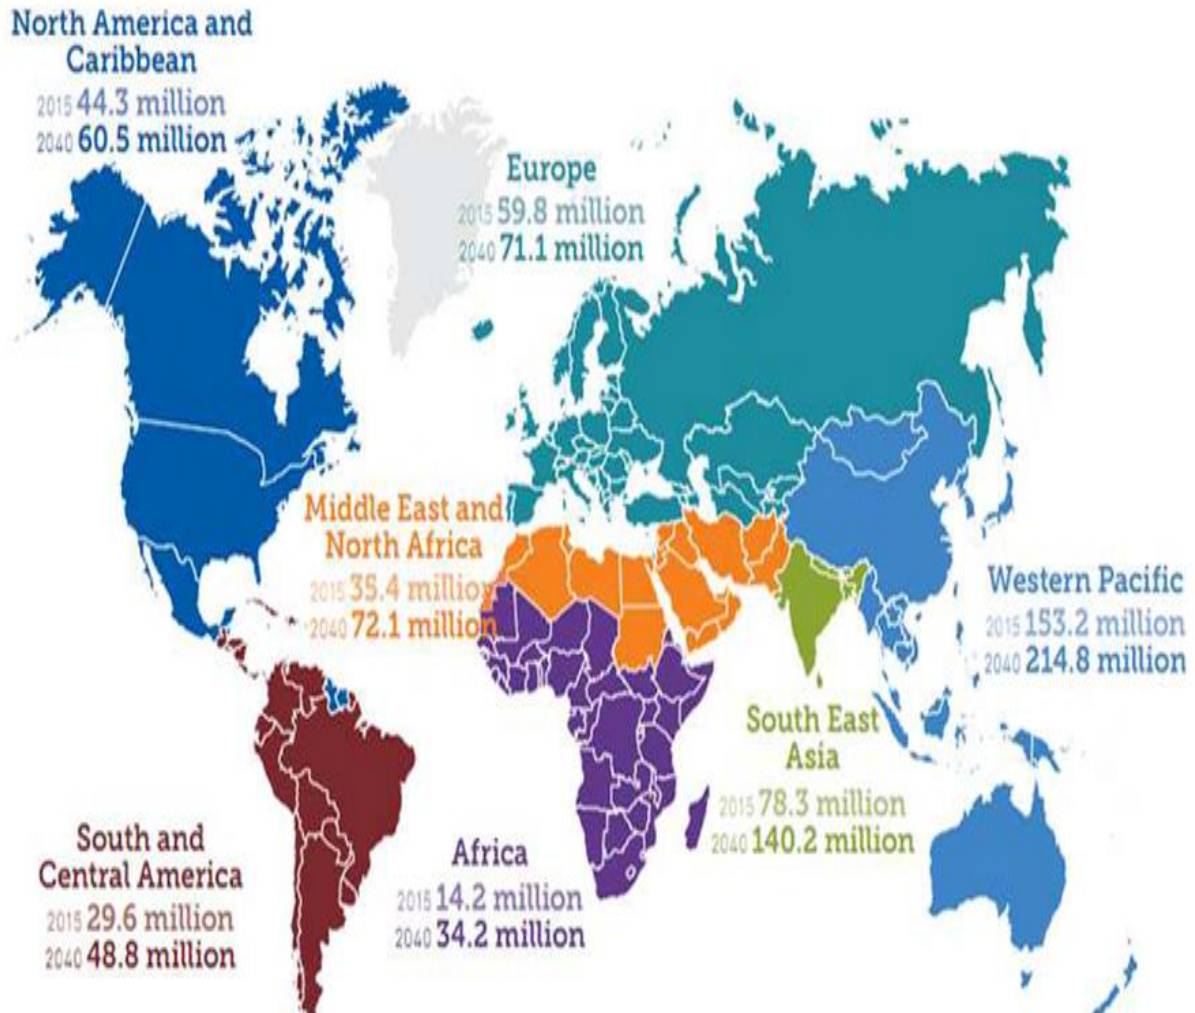 North America and
Caribbean
2015 44.3 million
2040 60.5 million
Europe
2015 59.8 million
2040 71.1 million
Middle East and
North Africa
2015 35.4 million
2040 72.1 million
Western Pacific
2015 153.2 million
2040 214.8 million
South East
Asia
2015 78.3 million
2040 140.2 million
South and
Central America
2015 29.6 million
2040 48.8 million
Africa
2015 14.2 million
2040 34.2 million